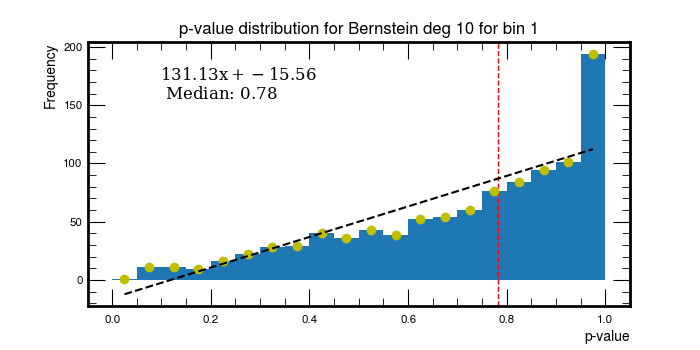 p-value distribution for Bernstein deg 10 for bin 1
Frequency
200
150
100
50
0
131.13x + −15.56
Median: 0.78
0.0 0.2 0.4 0.6 0.8 1.0
p-value